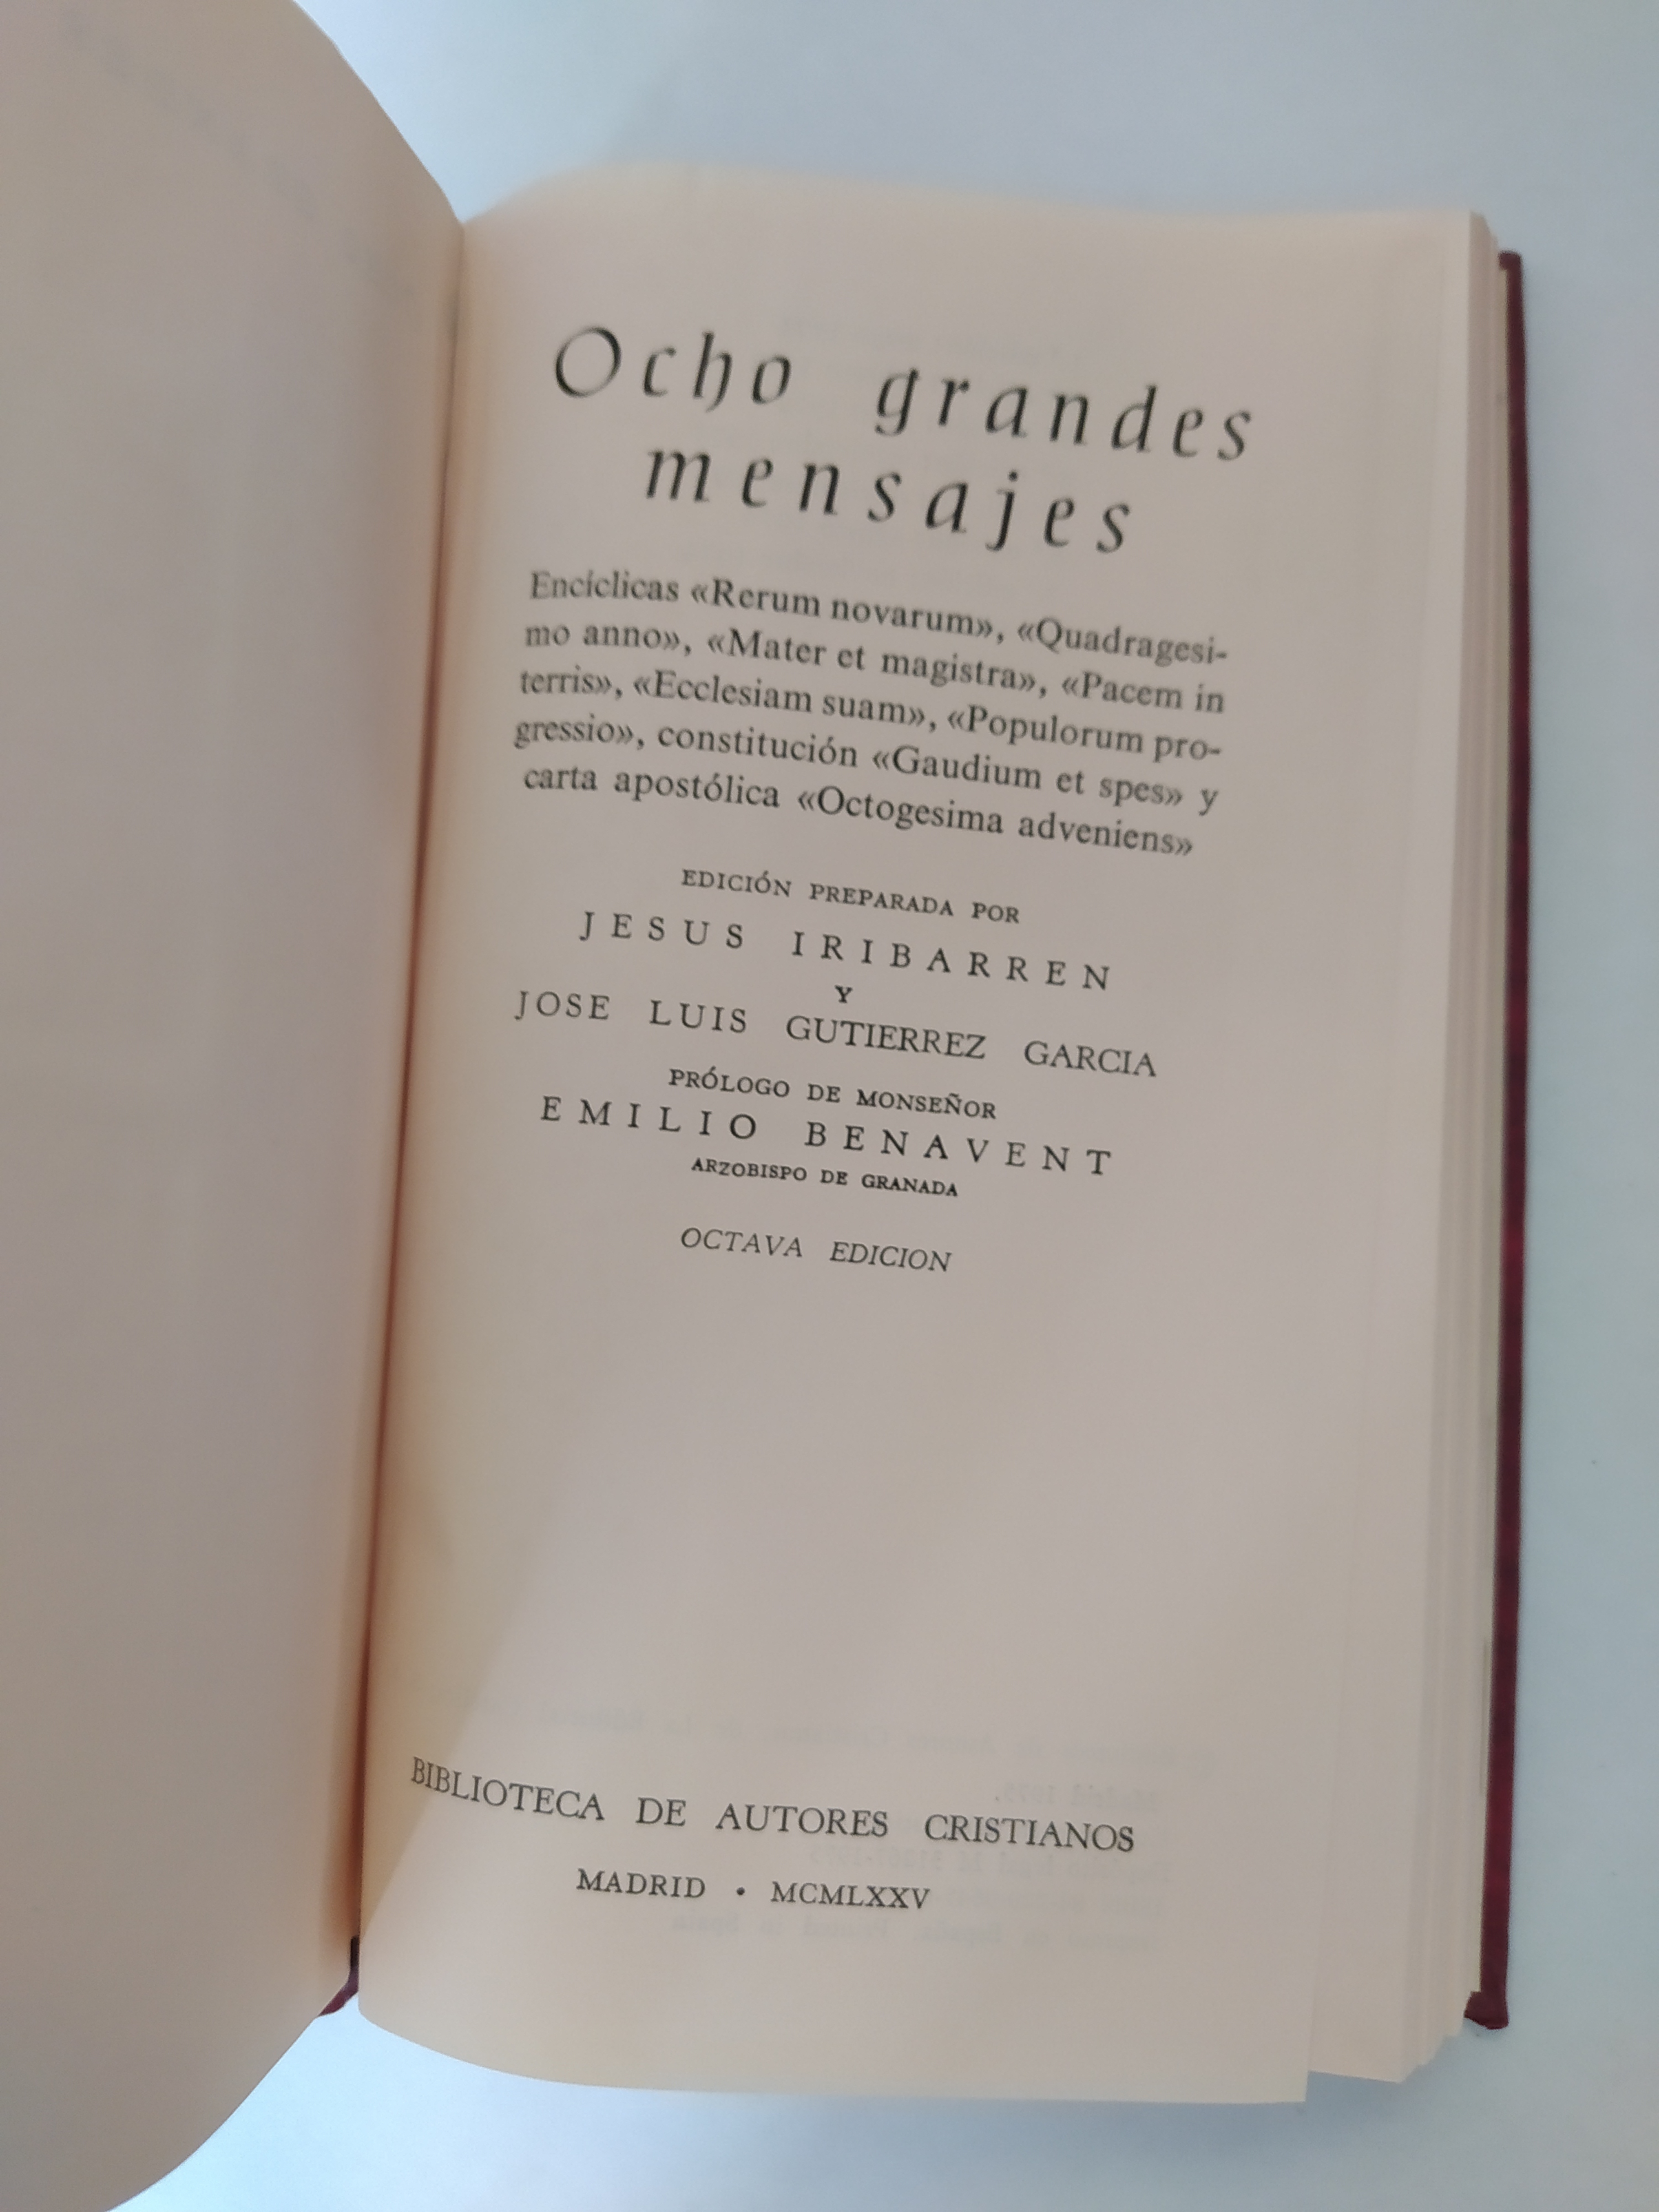 Ocho grandes
mensajes
Encíclicas «Rerum novarum», «Quadragesi-
mo anno», «Mater et magistra», «Pacem in
terris», «Ecclesiam suam», «Populorum pro-
gressio», constitución «Gaudium et spes» y
carta apostólica «Octogesima adveniens»
EDICIÓN PREPARADA POR
JESUS IRIBARREN
Y
JOSE LUIS GUTIERREZ GARCIA
PRÓLOGO DE MONSEÑOR
EMILIO BENAVENT
ARZOBISPO DE GRANADA
OCTAVA EDICION
BIBLIOTECA DE AUTORES CRISTIANOS
MADRID • MCMLXXV